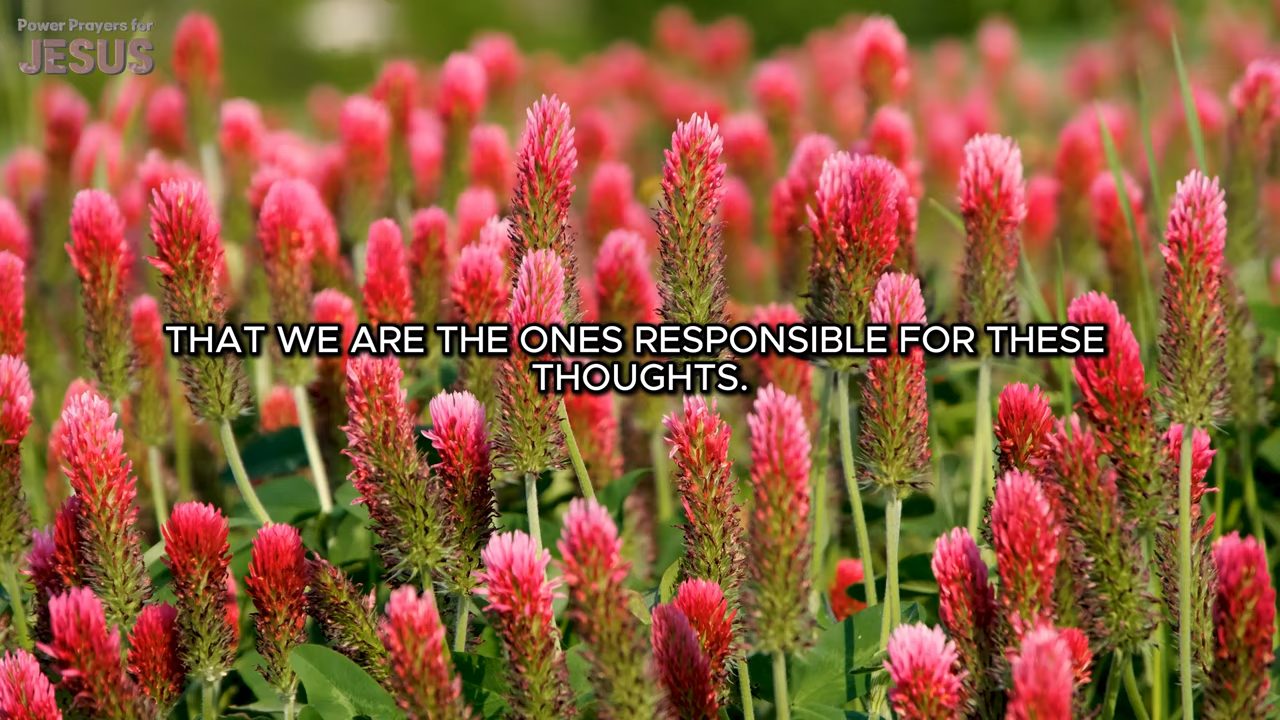 Power Prayers for
JESUS
THAT WE ARE THE ONES RESPONSIBLE FOR THESE
THOUGHTS.